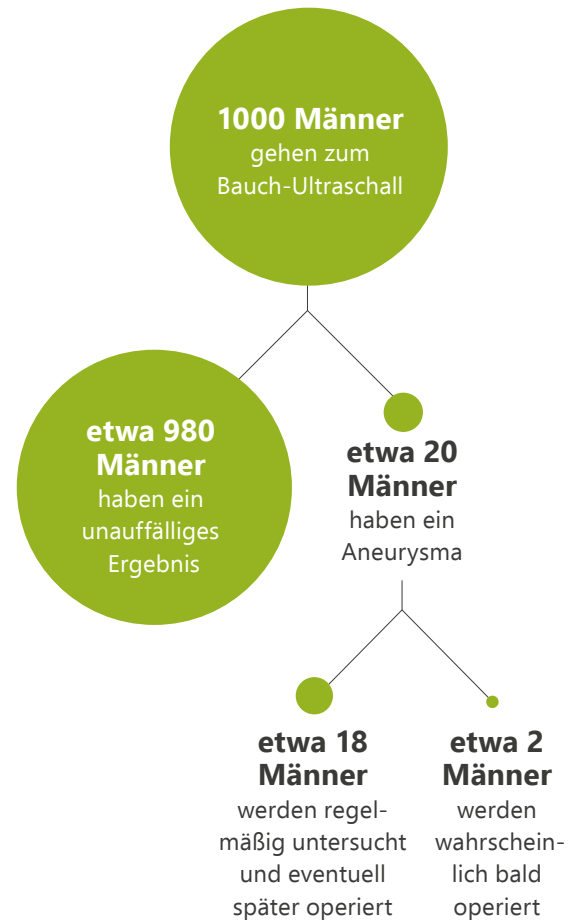 1000 Männer
gehen zum
Bauch-Ultraschall
etwa 980
Männer
haben ein
unauffälliges
Ergebnis
etwa 20
Männer
haben ein
Aneurysma
etwa 18
Männer
werden regel-
mäßig untersucht
und eventuell
später operiert
etwa 2
Männer
werden
wahrschein-
lich bald
operiert